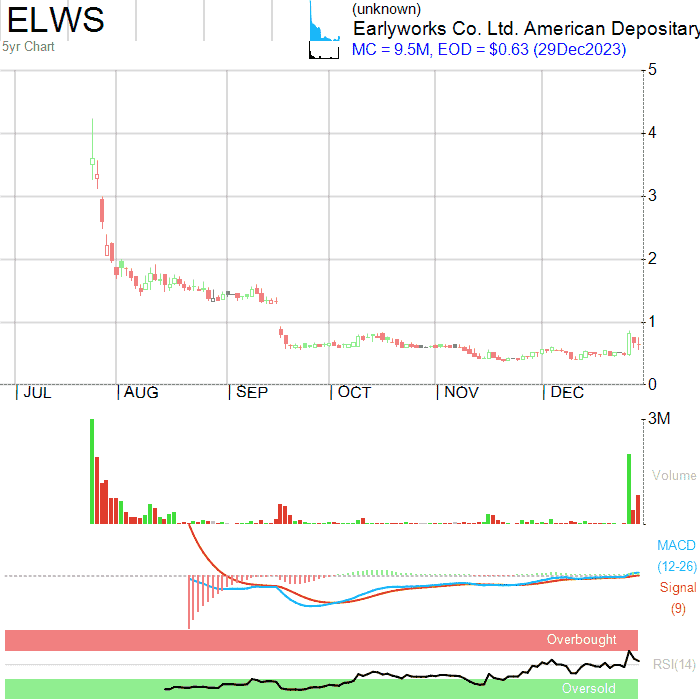 ELWS
5yr Chart
(unknown)
Earlyworks Co. Ltd. American Depositary
MC = 9.5M, EOD = $0.63 (29Dec2023)
5
4
3
2
1
0
JUL
AUG
SEP
OCT
NOV
DEC
3M
Volume
MACD
(12-26)
Signal
(9)
Overbought
RSI(14)
Oversold